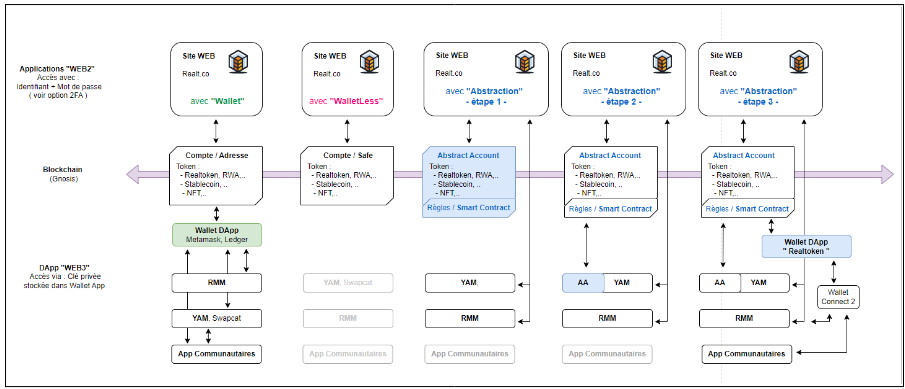 Applications "WEB2"
Accès avec :
Identifiant + Mot de passe
( voir option 2FA )
Site WEB
Realt.co
avec "Wallet"
Site WEB
Realt.co
avec "WalletLess"
Site WEB
Realt.co
avec "Abstraction"
- étape 1 -
Site WEB
Realt.co
avec "Abstraction"
- étape 2 -
Site WEB
Realt.co
avec "Abstraction"
- étape 3 -
Blockchain
(Gnosis)
Compte / Adresse
Token :
- Realtoken, RWA,..
- Stablecoin, ..
- NFT,..
Compte / Safe
Token :
- Realtoken, RWA,..
- Stablecoin, ..
- NFT,..
Abstract Account
Token :
- Realtoken, RWA,..
- Stablecoin, ..
- NFT,..
Règles / Smart Contract
Abstract Account
Token :
- Realtoken, RWA,..
- Stablecoin, ..
- NFT,..
Règles / Smart Contract
Abstract Account
Token :
- Realtoken, RWA,..
- Stablecoin, ..
- NFT,..
Règles / Smart Contract
Wallet DApp
Metamask, Ledger
Wallet DApp
" Realtoken "
DApp "WEB3"
Accès via : Clé privée
stockée dans Wallet App
RMM
YAM, Swapcat
YAM,
AA YAM
AA YAM
Wallet
Connect 2
YAM, Swapcat
RMM
RMM
RMM
RMM
App Communautaires
App Communautaires
App Communautaires
App Communautaires
App Communautaires